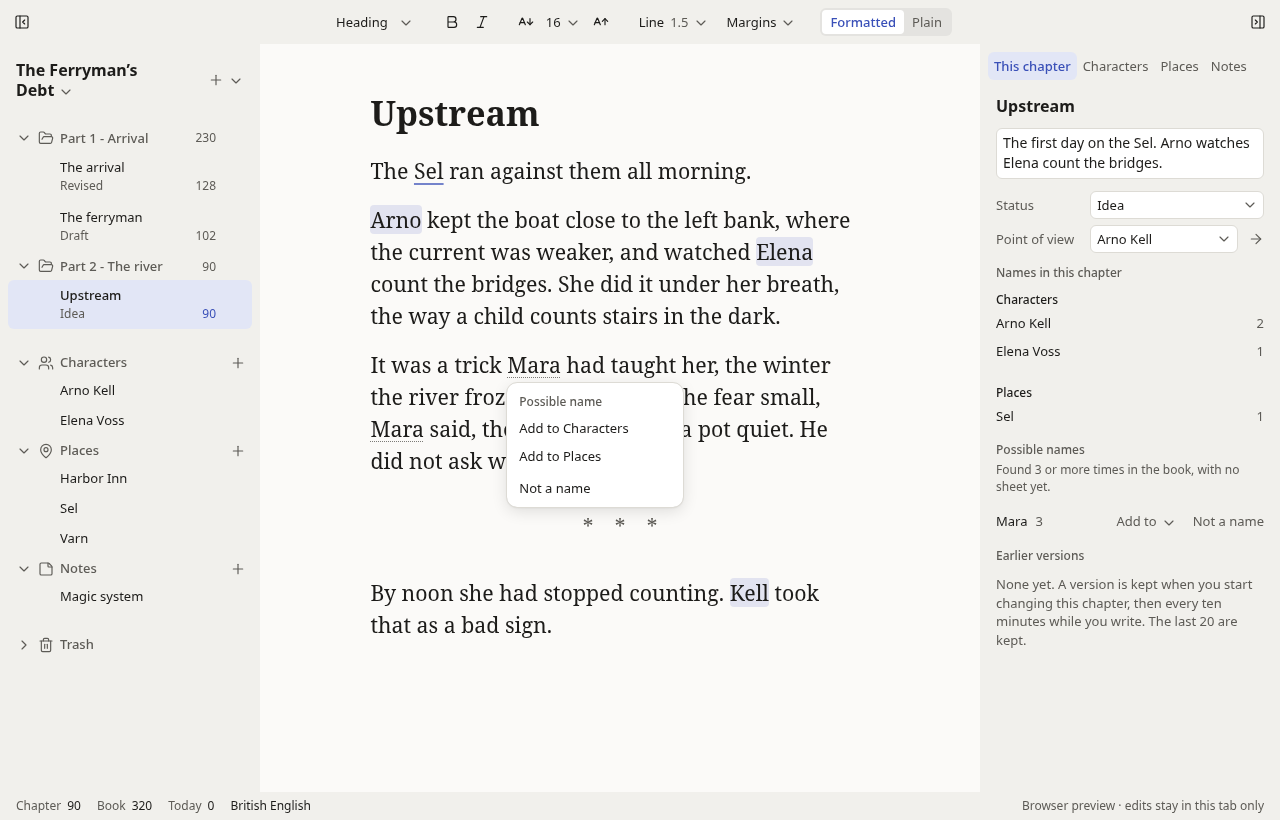 Heading
16
Line 1.5
Margins
Formatted
Plain
The Ferryman's
Debt
Part 1 - Arrival 230
The arrival
Revised 128
The ferryman
Draft 102
Part 2 - The river 90
Upstream
Idea 90
Characters
Arno Kell
Elena Voss
Places
Harbor Inn
Sel
Varn
Notes
Magic system
Trash
Upstream
The Sel ran against them all morning.
Arno kept the boat close to the left bank, where
the current was weaker, and watched Elena
count the bridges. She did it under her breath,
the way a child counts stairs in the dark.
It was a trick Mara had taught her, the winter
the river froz he fear small,
Mara said, the a pot quiet. He
did not ask w
Possible name
Add to Characters
Add to Places
Not a name
* * *
By noon she had stopped counting. Kell took
that as a bad sign.
This chapter
Characters
Places
Notes
Upstream
The first day on the Sel. Arno watches
Elena count the bridges.
Status Idea
Point of view Arno Kell
Names in this chapter
Characters
Arno Kell 2
Elena Voss 1
Places
Sel 1
Possible names
Found 3 or more times in the book, with no
sheet yet.
Mara 3 Add to Not a name
Earlier versions
None yet. A version is kept when you start
changing this chapter, then every ten
minutes while you write. The last 20 are
kept.
Chapter 90 Book 320 Today 0 British English
Browser preview · edits stay in this tab only